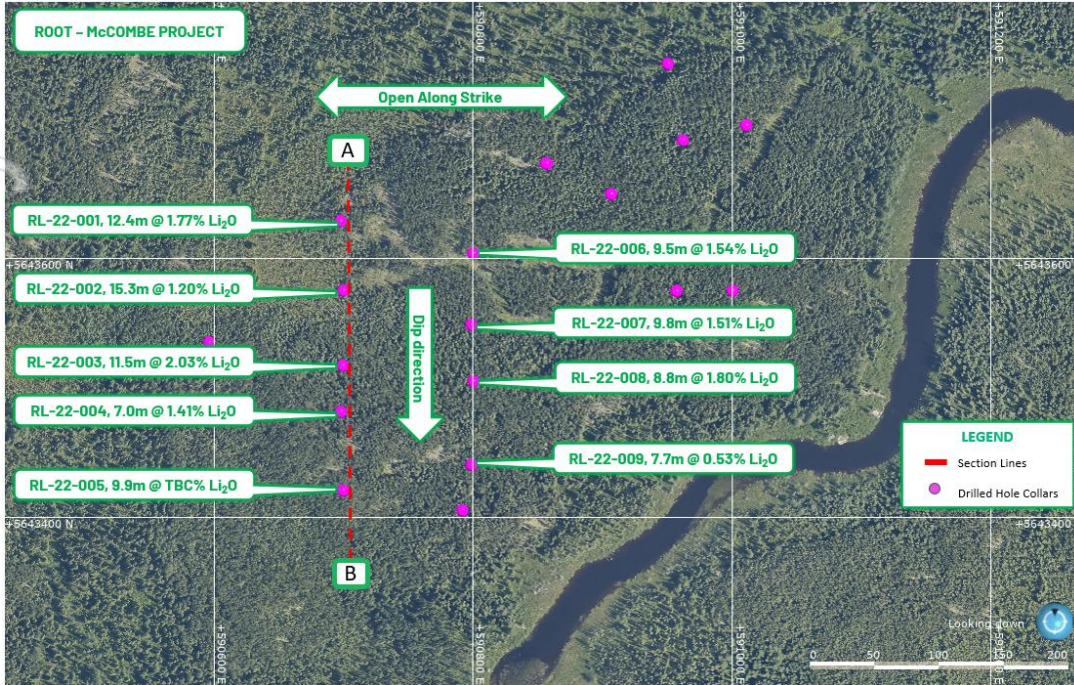 ROOT – McCOMBE PROJECT
+590800 E
+591000 E
+591200 E
Open Along Strike
A
RL-22-001, 12.4m @ 1.77% Li₂O
RL-22-006, 9.5m @ 1.54% Li₂O
+5643600 N
+5643600 N
RL-22-002, 15.3m @ 1.20% Li₂O
Dip direction
RL-22-007, 9.8m @ 1.51% Li₂O
RL-22-003, 11.5m @ 2.03% Li₂O
RL-22-008, 8.8m @ 1.80% Li₂O
RL-22-004, 7.0m @ 1.41% Li₂O
RL-22-009, 7.7m @ 0.53% Li₂O
RL-22-005, 9.9m @ TBC% Li₂O
LEGEND
Section Lines
Drilled Hole Collars
+5643400 N
+5643400 N
B
Looking down
+590600 E
+590800 E
+591000 E
0 50 100 150 200